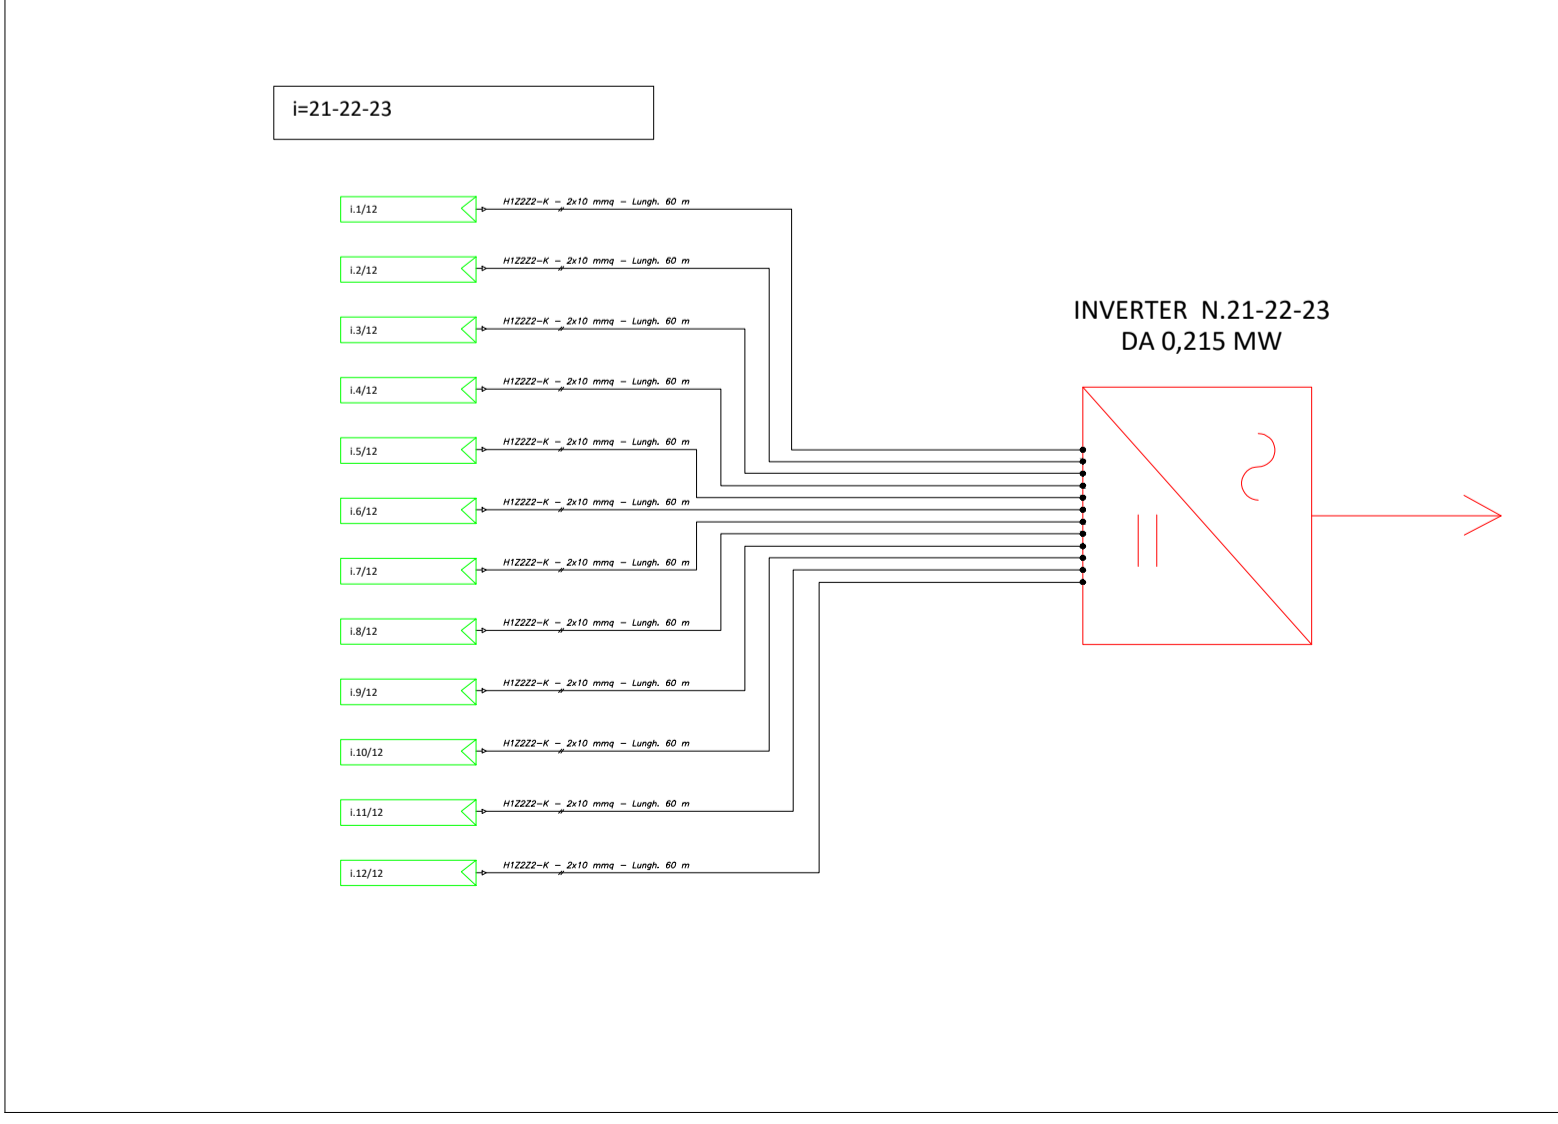 i=21-22-23
i.1/12
H1Z2Z2-K - 2x10 mmq - Lungh. 60 m
i.2/12
H1Z2Z2-K - 2x10 mmq - Lungh. 60 m
INVERTER N.21-22-23
DA 0,215 MW
i.3/12
H1Z2Z2-K - 2x10 mmq - Lungh. 60 m
i.4/12
H1Z2Z2-K - 2x10 mmq - Lungh. 60 m
i.5/12
H1Z2Z2-K - 2x10 mmq - Lungh. 60 m
i.6/12
H1Z2Z2-K - 2x10 mmq - Lungh. 60 m
i.7/12
H1Z2Z2-K - 2x10 mmq - Lungh. 60 m
i.8/12
H1Z2Z2-K - 2x10 mmq - Lungh. 60 m
i.9/12
H1Z2Z2-K - 2x10 mmq - Lungh. 60 m
i.10/12
H1Z2Z2-K - 2x10 mmq - Lungh. 60 m
i.11/12
H1Z2Z2-K - 2x10 mmq - Lungh. 60 m
i.12/12
H1Z2Z2-K - 2x10 mmq - Lungh. 60 m